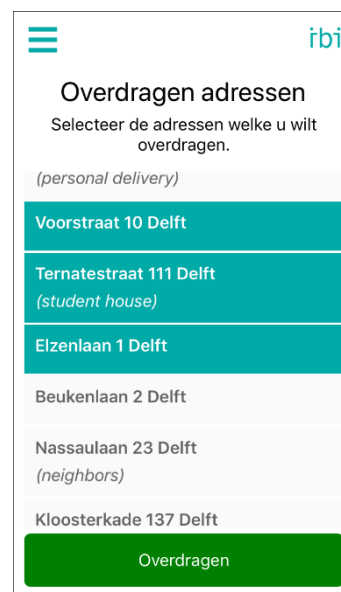 rbi
Overdragen adressen
Selecteer de adressen welke u wilt
overdragen.
(personal delivery)
Voorstraat 10 Delft
Ternatestraat 111 Delft
(student house)
Elzenlaan 1 Delft
Beukenlaan 2 Delft
Nassaulaan 23 Delft
(neighbors)
Kloosterkade 137 Delft
Overdragen